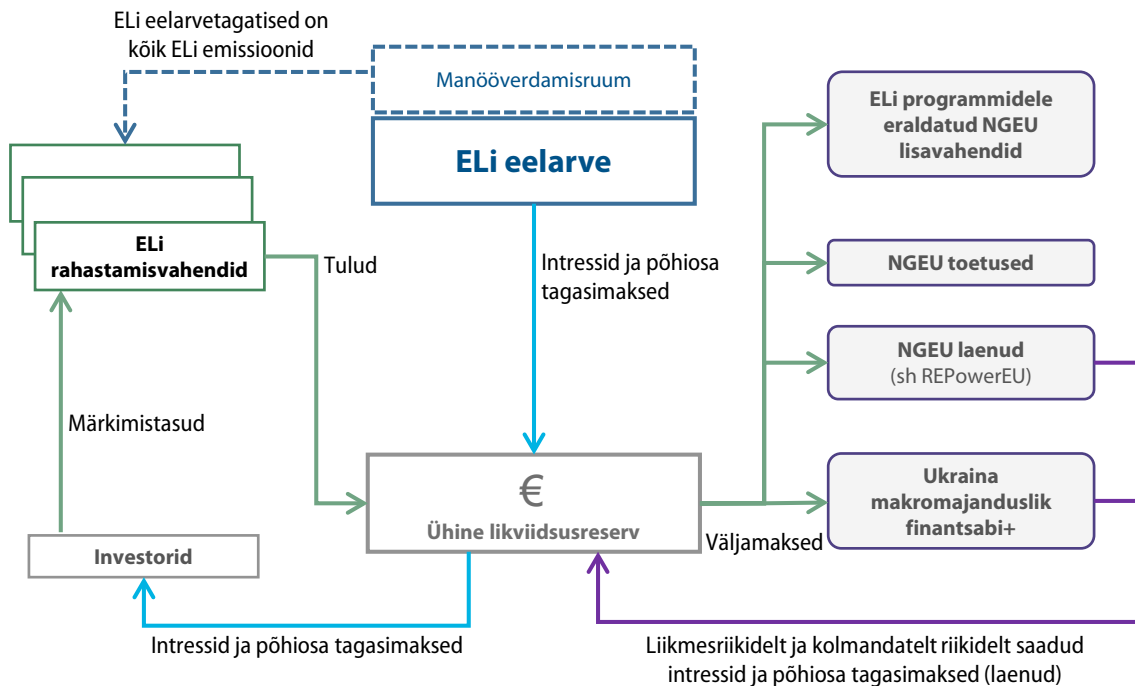 ELi eelarvetagatised on
kõik ELi emissioonid
Manööverdamisruum
ELi eelarve
ELi programmidele
eraldatud NGEU
lisavahendid
ELi
rahastamisvahendid
Tulud
Intressid ja põhiosa
tagasimaksed
NGEU toetused
NGEU laenud
(sh REPowerEU)
Märkimistasud
€
Ühine likviidsusreserv
Väljamaksed
Ukraina
makromajanduslik
finantsabi+
Investorid
Intressid ja põhiosa tagasimaksed
Liikmesriikidelt ja kolmandatelt riikidelt saadud
intressid ja põhiosa tagasimaksed (laenud)